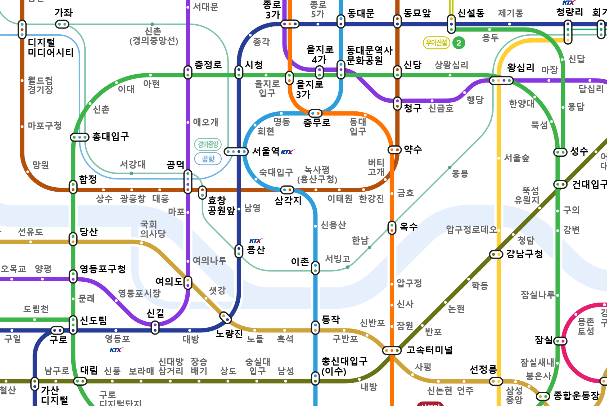 가좌
디지털
미디어시티
월드컵
경기장
마포구청
망원
신촌
(경의중앙선)
서대문
종로
3가
종로
5가
동대문
동묘앞
신설동
제기동
KTX
청량리
회기
우이신설
2
용두
종각
을지로
4가
동대문역사
문화공원
충정로
시청
신당
상왕십리
왕십리
마장
신답
답십리
아현
이대
신촌
을지로
입구
을지로
3가
청구
신금호
행당
한양대
용답
뚝섬
애오개
명동
회현
충무로
동대
입구
홍대입구
경의중앙
공항
서울역
KTX
약수
성수
서강대
공덕
숙대입구
녹사평
(용산구청)
버티
고개
서울숲
건대입구
합정
상수
광흥창
대흥
마포
효창
공원앞
남영
삼각지
이태원
한강진
금호
응봉
뚝섬
유원지
구의
선유도
당산
국회
의사당
신용산
옥수
압구정로데오
청담
강변
KTX
용산
한남
오목교
양평
영등포구청
여의나루
이촌
서빙고
강남구청
문래
영등포시장
여의도
샛강
압구정
학동
잠실나루
도림천
신도림
신길
노량진
동작
신사
논현
구일
구로
영등포
KTX
대방
노들
흑석
구반포
신반포
잠원
반포
잠실
몽촌
토성
남구로
대림
신풍
보라매
신대방
삼거리
장승
배기
상도
숭실대
입구
남성
총신대입구
(이수)
내방
고속터미널
사평
신논현
언주
선정릉
삼성
중앙
봉은사
잠실새내
종합운동장
철산
가산
디지털
구로
디지털단지